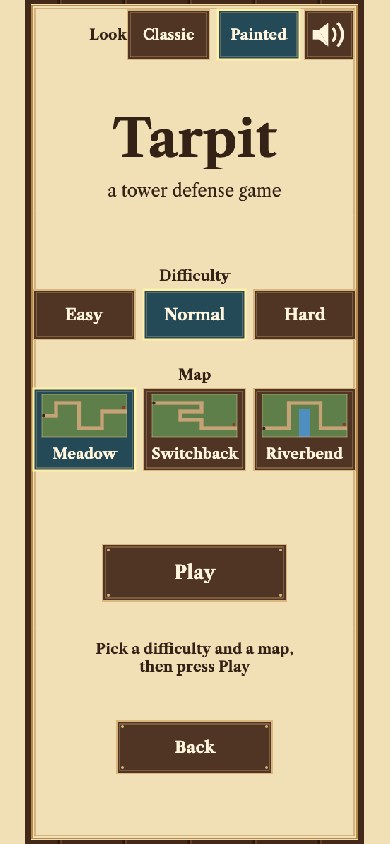 Look Classic Painted
Tarpit
a tower defense game
Difficulty
Easy Normal Hard
Map
Meadow Switchback Riverbend
Play
Pick a difficulty and a map,
then press Play
Back